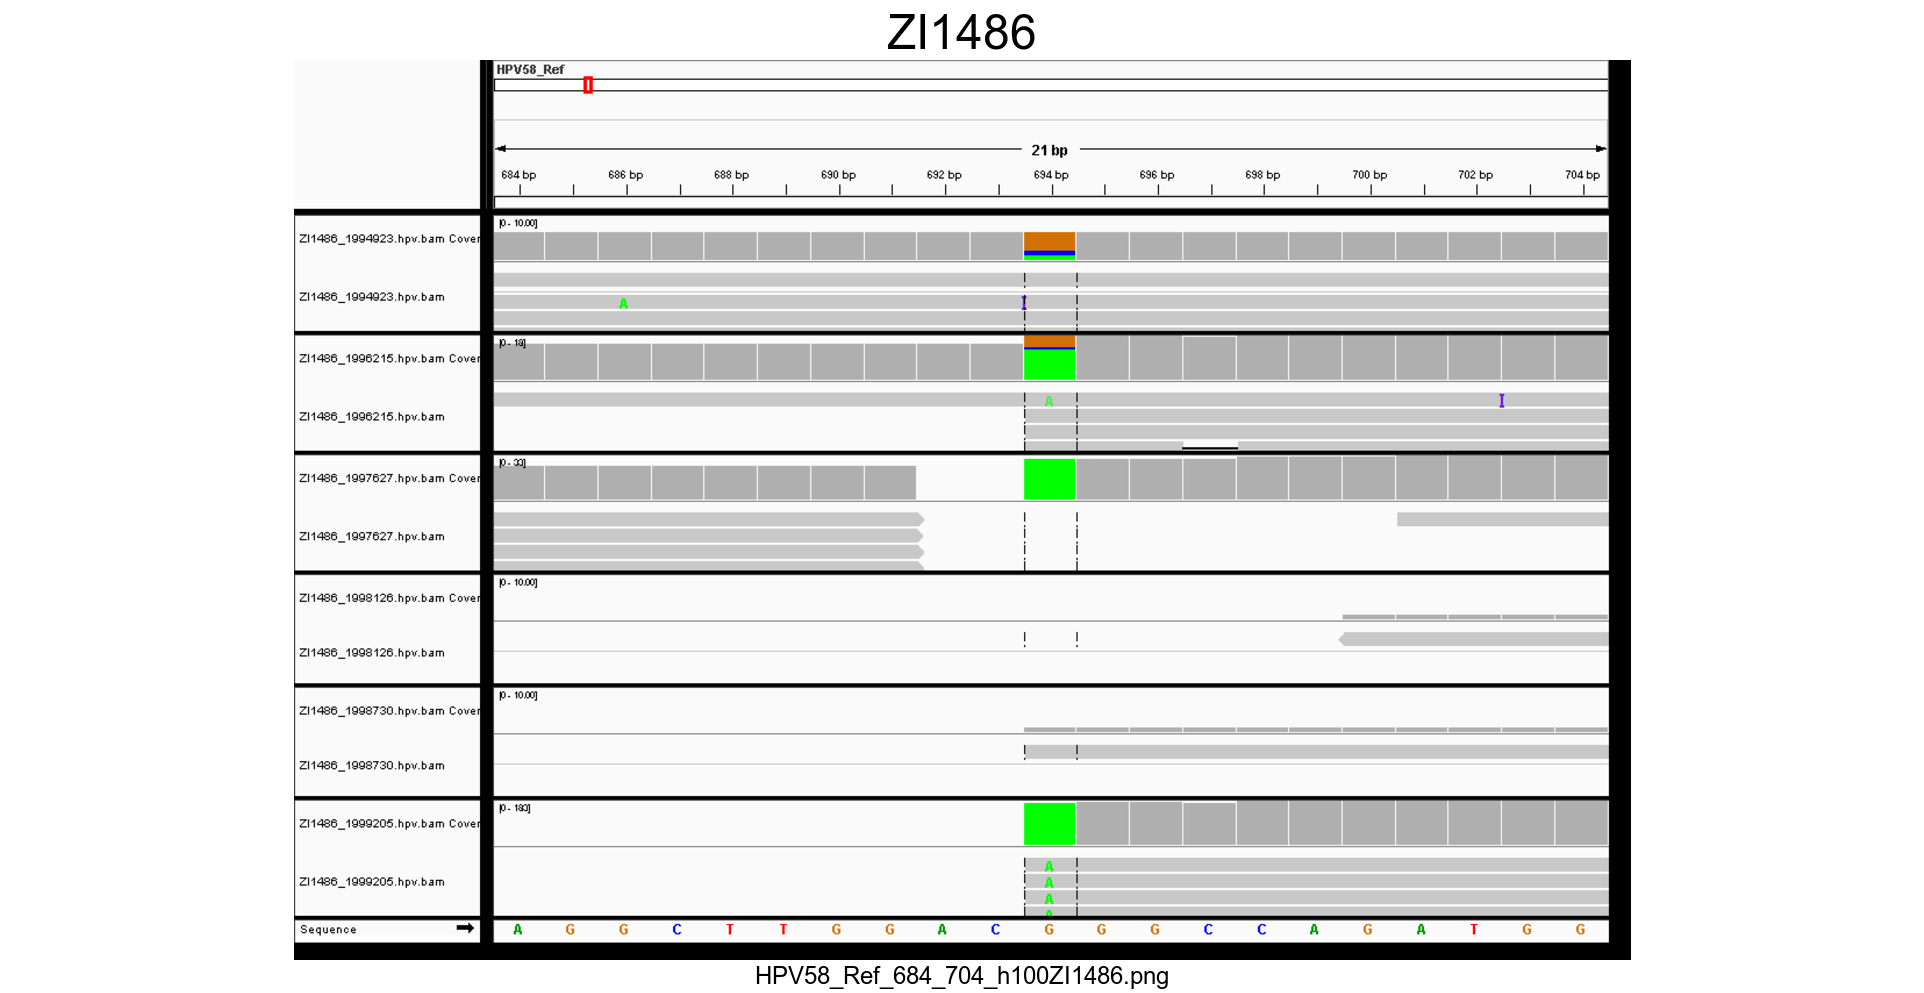 ZI1486
HPV58_Ref
21 bp
684 bp 686 bp 688 bp 690 bp 692 bp 694 bp 696 bp 698 bp 700 bp 702 bp 704 bp
[0 - 10.00]
ZI1486_1994923.hpv.bam Cover
ZI1486_1994923.hpv.bam
A I
[0 - 18]
ZI1486_1996215.hpv.bam Cover
A I
ZI1486_1996215.hpv.bam
[0 - 33]
ZI1486_1997627.hpv.bam Cover
ZI1486_1997627.hpv.bam
[0 - 10.00]
ZI1486_1998126.hpv.bam Cover
ZI1486_1998126.hpv.bam
[0 - 10.00]
ZI1486_1998730.hpv.bam Cover
ZI1486_1998730.hpv.bam
ZI1486_1999205.hpv.bam Cover
A
A
ZI1486_1999205.hpv.bam
A
A
Sequence A G G C T T G G A C G G G C C A G A T G G
HPV58_Ref_684_704_h100ZI1486.png